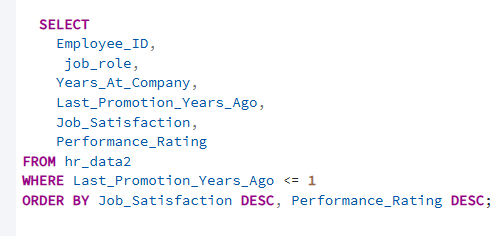 SELECT
Employee_ID,
job_role,
Years_At_Company,
Last_Promotion_Years_Ago,
Job_Satisfaction,
Performance_Rating
FROM hr_data2
WHERE Last_Promotion_Years_Ago <= 1
ORDER BY Job_Satisfaction DESC, Performance_Rating DESC;